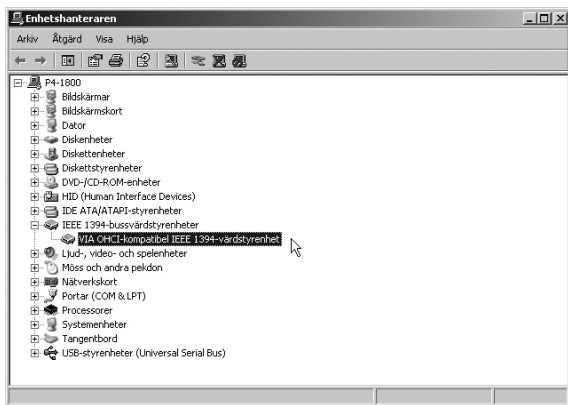 Enhetshanteraren
Arkiv Åtgärd Visa Hjälp
P4-1800
Bildskärmar
Bildskärmskort
Dator
Diskenheter
Diskettenheter
Diskettstyrenheter
DVD-/CD-ROM-enheter
HID (Human Interface Devices)
IDE ATA/ATAPI-styrenheter
IEEE 1394-bussvärdstyrenheter
VIA OHCI-kompatibel IEEE 1394-värdstyrenhet
Ljud-, video- och spelenheter
Möss och andra pekdon
Nätverkskort
Portar (COM & LPT)
Processorer
Systemenheter
Tangentbord
USB-styrenheter (Universal Serial Bus)